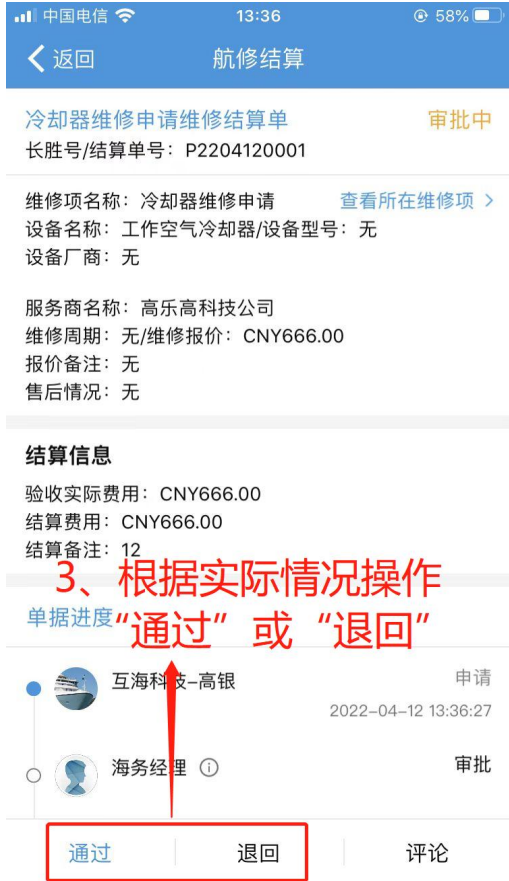 中国电信 13:36 58%
返回 航修结算
冷却器维修申请维修结算单 审批中
长胜号/结算单号：P2204120001
维修项名称：冷却器维修申请 查看所在维修项 >
设备名称：工作空气冷却器/设备型号：无
设备厂商：无
服务商名称：高乐高科技公司
维修周期：无/维修报价：CNY666.00
报价备注：无
售后情况：无
结算信息
验收实际费用：CNY666.00
结算费用：CNY666.00
结算备注：12
3、根据实际情况操作
单据进度
“通过”或“退回”
互海科技-高银 申请
2022-04-12 13:36:27
海务经理 审批
通过 退回 评论